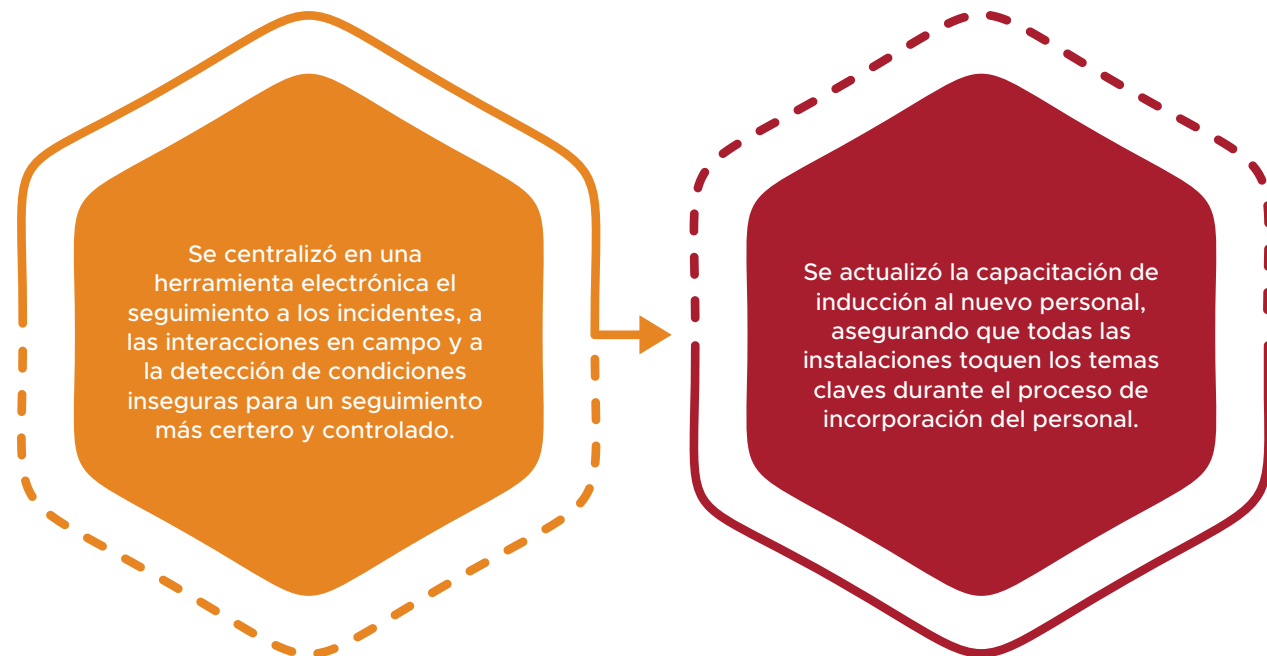 Se centralizó en una
herramienta electrónica el
seguimiento a los incidentes, a
las interacciones en campo y a
la detección de condiciones
inseguras para un seguimiento
más certero y controlado.
Se actualizó la capacitación de
inducción al nuevo personal,
asegurando que todas las
instalaciones toquen los temas
claves durante el proceso de
incorporación del personal.